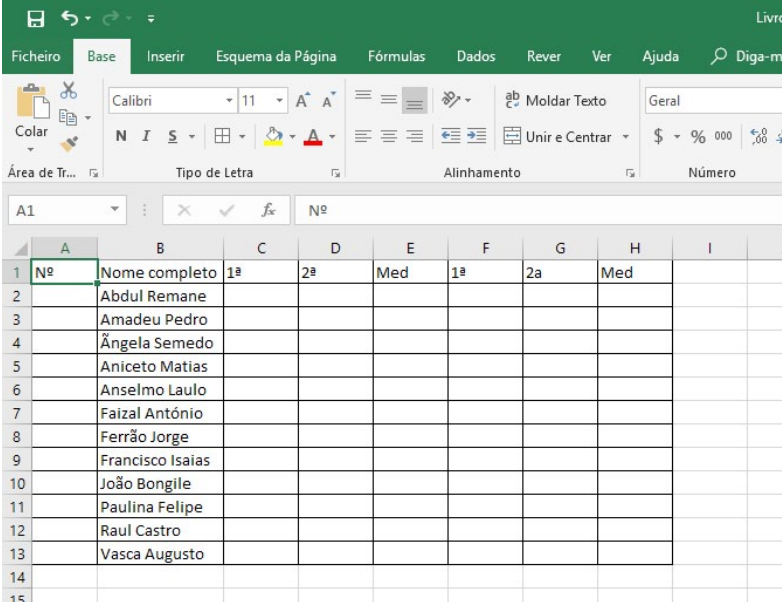 Livro
Ficheiro Base Inserir Esquema da Página Fórmulas Dados Rever Ver Ajuda Diga-m
Calibri 11 A A Moldar Texto Geral
Colar N I S A Unir e Centrar $ % 000
Área de Tr... Tipo de Letra Alinhamento Número
A1 fx Nº
A B C D E F G H I
1 Nº Nome completo 1ª 2ª Med 1ª 2a Med
2 Abdul Remane
3 Amadeu Pedro
4 Ãngela Semedo
5 Aniceto Matias
6 Anselmo Laulo
7 Faizal António
8 Ferrão Jorge
9 Francisco Isaias
10 João Bongile
11 Paulina Felipe
12 Raul Castro
13 Vasca Augusto
14
15